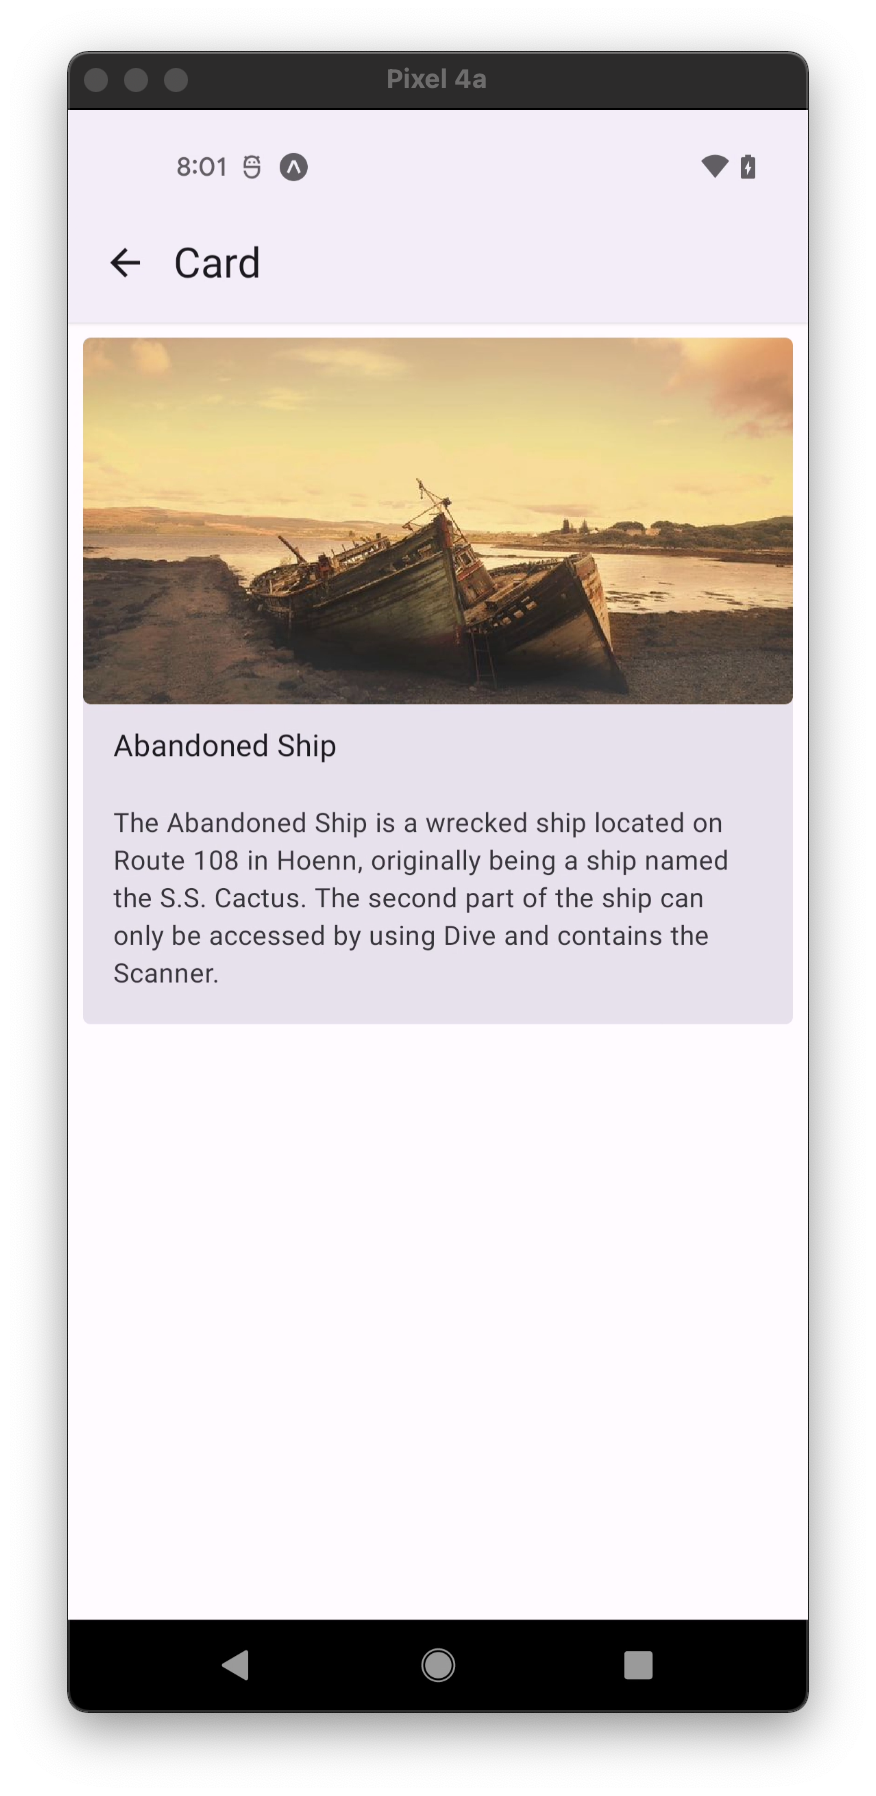 Pixel 4a
8:01
Card
Abandoned Ship
The Abandoned Ship is a wrecked ship located on
Route 108 in Hoenn, originally being a ship named
the S.S. Cactus. The second part of the ship can
only be accessed by using Dive and contains the
Scanner.